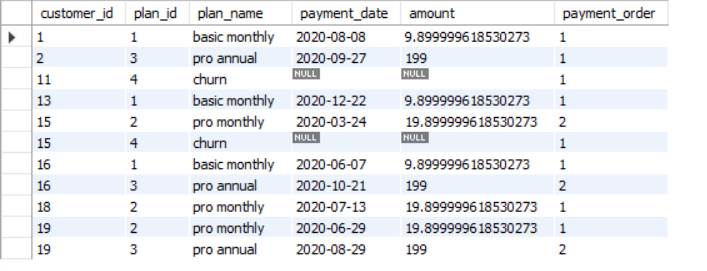 customer_id plan_id plan_name payment_date amount payment_order
1 1 basic monthly 2020-08-08 9.899999618530273 1
2 3 pro annual 2020-09-27 199 1
11 4 churn NULL NULL 1
13 1 basic monthly 2020-12-22 9.899999618530273 1
15 2 pro monthly 2020-03-24 19.899999618530273 2
15 4 churn NULL NULL 1
16 1 basic monthly 2020-06-07 9.899999618530273 1
16 3 pro annual 2020-10-21 199 2
18 2 pro monthly 2020-07-13 19.899999618530273 1
19 2 pro monthly 2020-06-29 19.899999618530273 1
19 3 pro annual 2020-08-29 199 2